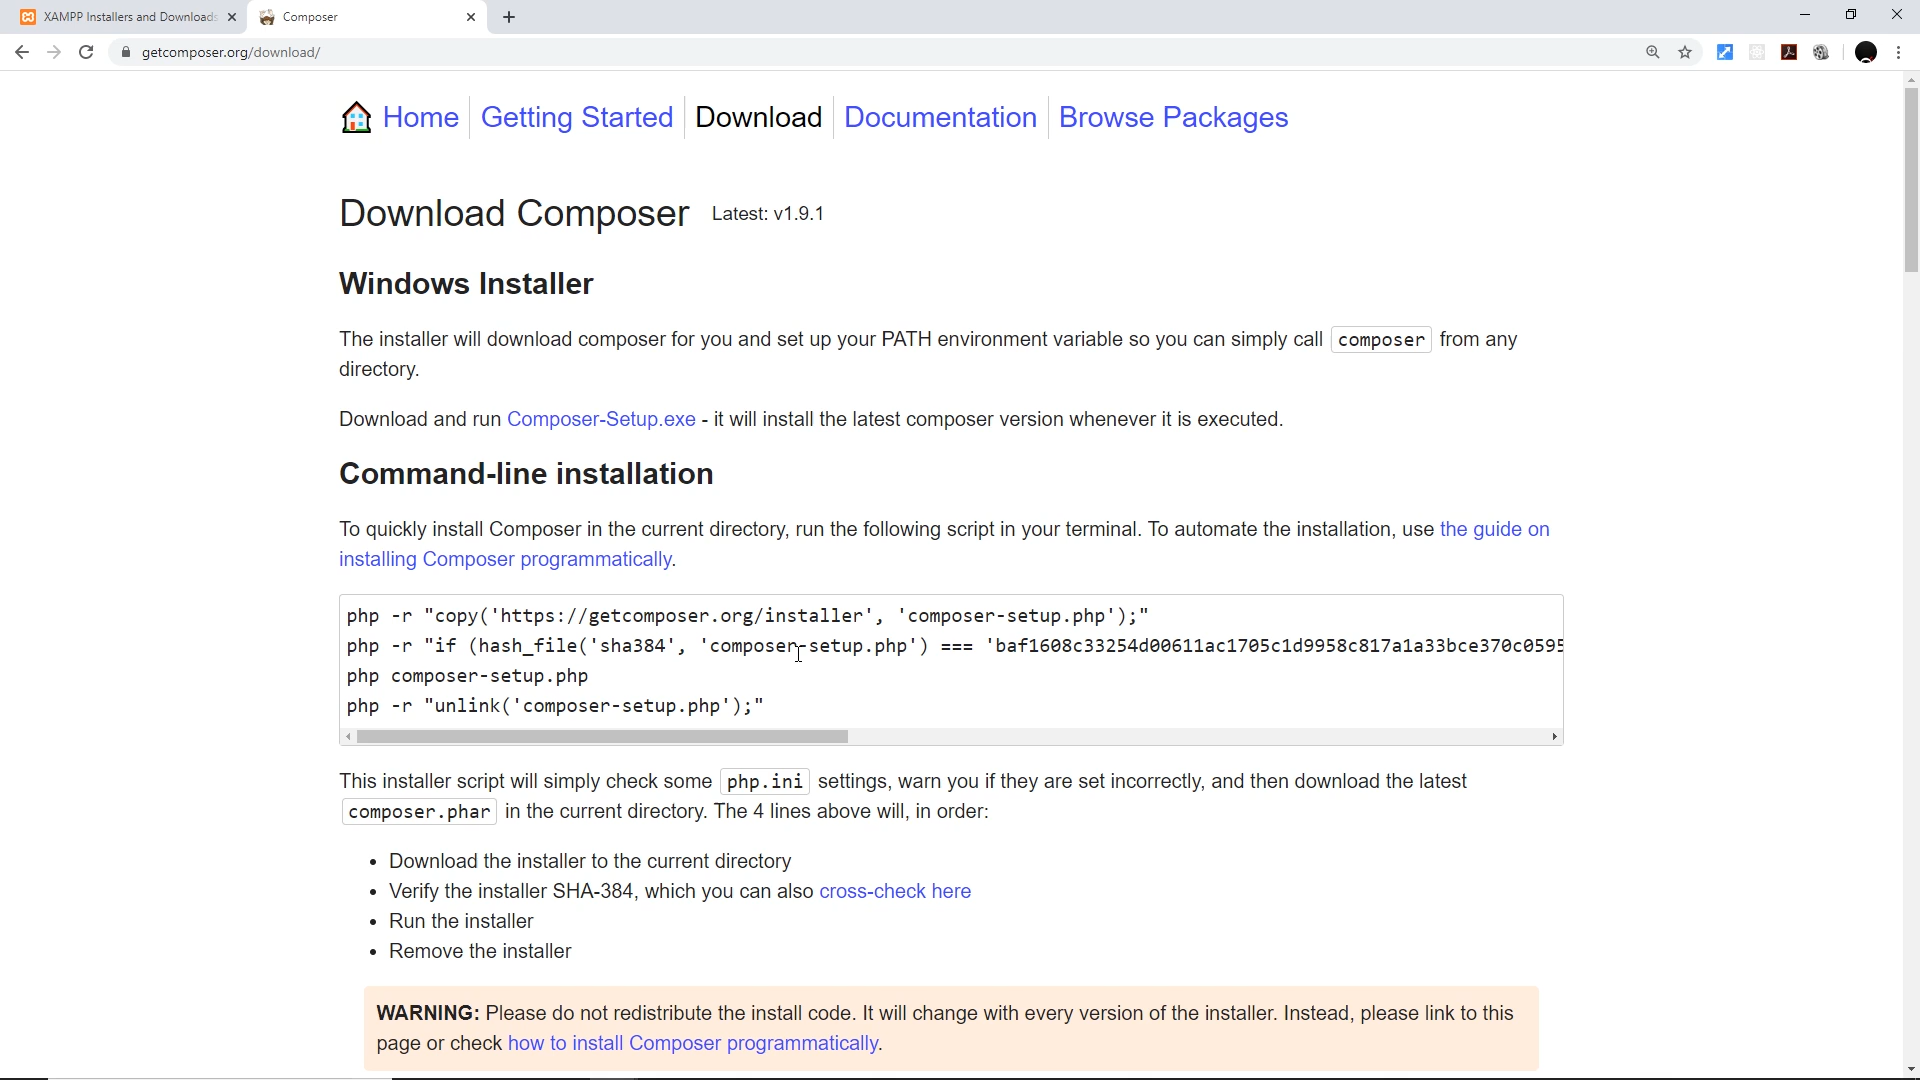 XAMPP Installers and Downloads
Composer
getcomposer.org/download/
Home
Getting Started
Download
Documentation
Browse Packages
Download Composer Latest: v1.9.1
Windows Installer
The installer will download composer for you and set up your PATH environment variable so you can simply call composer from any
directory.
Download and run Composer-Setup.exe - it will install the latest composer version whenever it is executed.
Command-line installation
To quickly install Composer in the current directory, run the following script in your terminal. To automate the installation, use the guide on
installing Composer programmatically.
php -r "copy('https://getcomposer.org/installer', 'composer-setup.php');"
php -r "if (hash_file('sha384', 'composer-setup.php') === 'baf1608c33254d00611ac1705c1d9958c817a1a33bce370c0595
php composer-setup.php
php -r "unlink('composer-setup.php');"
This installer script will simply check some php.ini settings, warn you if they are set incorrectly, and then download the latest
composer.phar in the current directory. The 4 lines above will, in order:
• Download the installer to the current directory
• Verify the installer SHA-384, which you can also cross-check here
• Run the installer
• Remove the installer
WARNING: Please do not redistribute the install code. It will change with every version of the installer. Instead, please link to this
page or check how to install Composer programmatically.